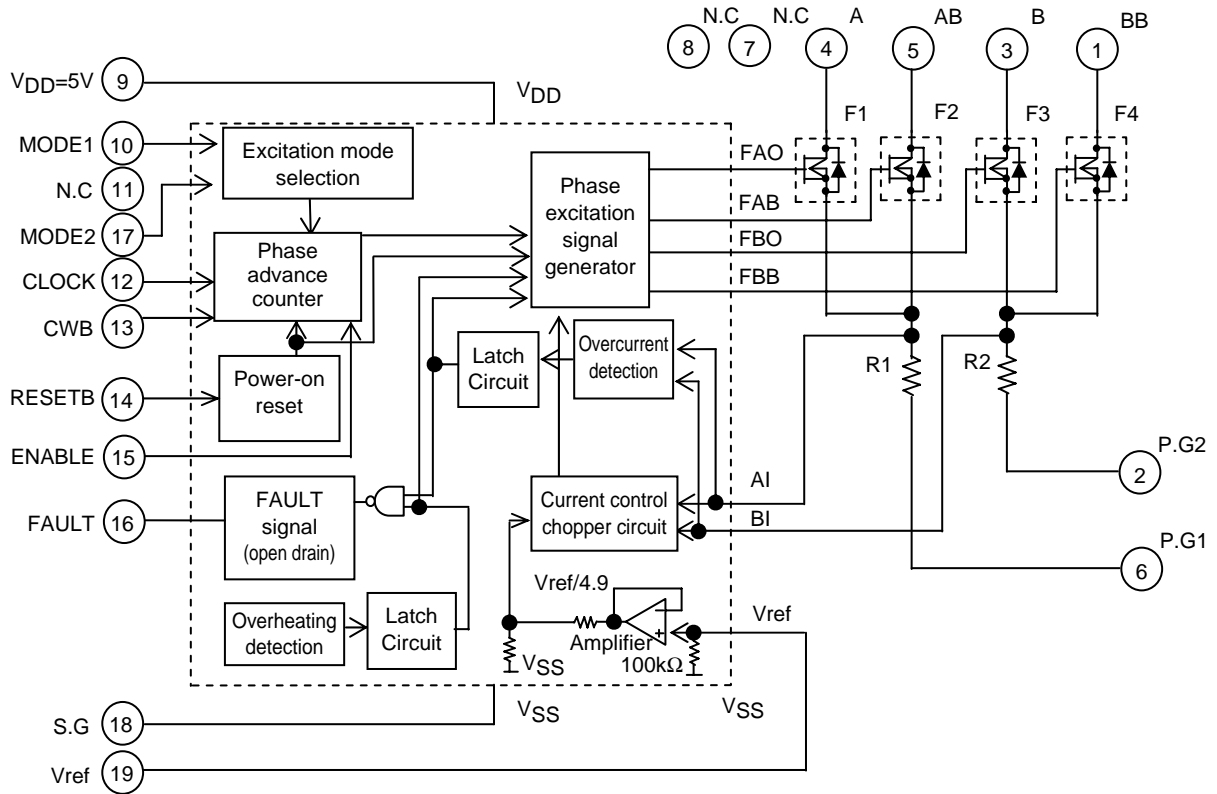 N.C
N.C
A
AB
B
BB
8
7
4
5
3
1
VDD=5V
9
VDD
F1
F2
F3
F4
MODE1
10
Excitation mode
selection
N.C
11
MODE2
17
Phase
advance
counter
CLOCK
12
CWB
13
Phase
excitation
signal
generator
FAO
FAB
FBO
FBB
Power-on
reset
RESETB
14
ENABLE
15
Latch
Circuit
Overcurrent
detection
R1
R2
P.G2
2
FAULT
16
FAULT
signal
(open drain)
Current control
chopper circuit
AI
BI
P.G1
6
Overheating
detection
Latch
Circuit
Vref/4.9
Amplifier
+
Vref
100kΩ
VSS
VSS
VSS
S.G
18
Vref
19